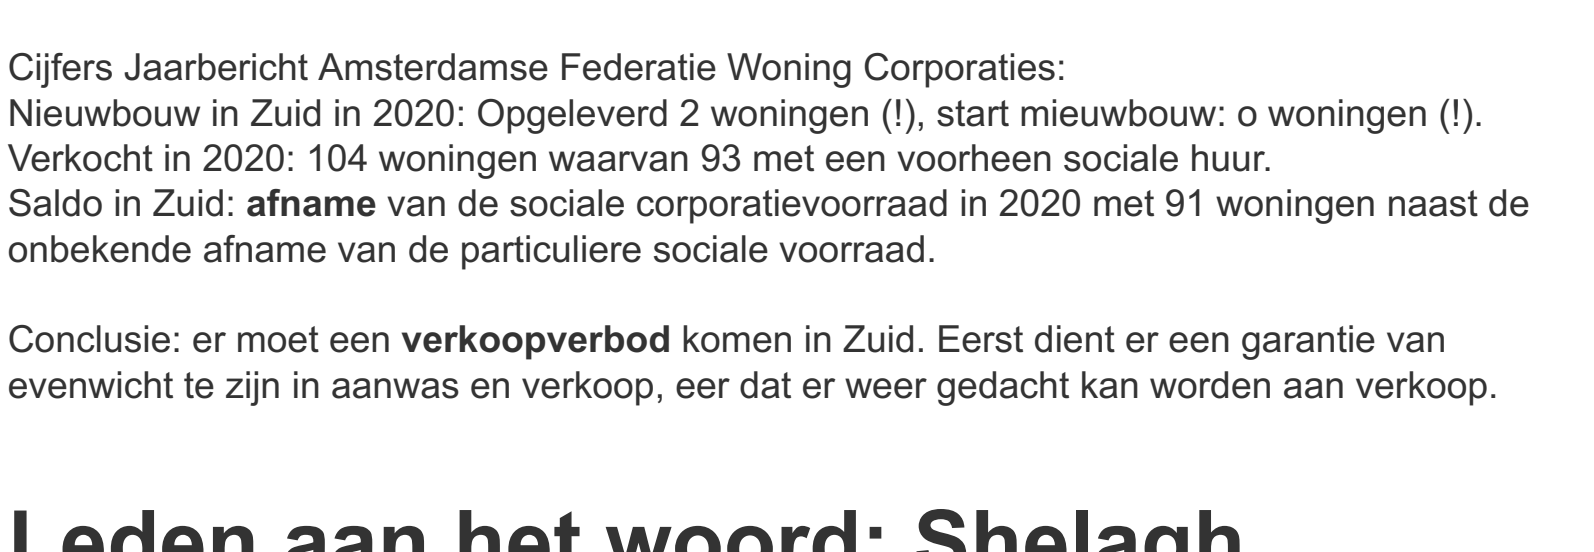 Cijfers Jaarbericht Amsterdamse Federatie Woning Corporaties:
Nieuwbouw in Zuid in 2020: Opgeleverd 2 woningen (!), start mieuwbouw: o woningen (!).
Verkocht in 2020: 104 woningen waarvan 93 met een voorheen sociale huur.
Saldo in Zuid: afname van de sociale corporatievoorraad in 2020 met 91 woningen naast de
onbekende afname van de particuliere sociale voorraad.
Conclusie: er moet een verkoopverbod komen in Zuid. Eerst dient er een garantie van
evenwicht te zijn in aanwas en verkoop, eer dat er weer gedacht kan worden aan verkoop.
Leden aan het woord: Shelagh